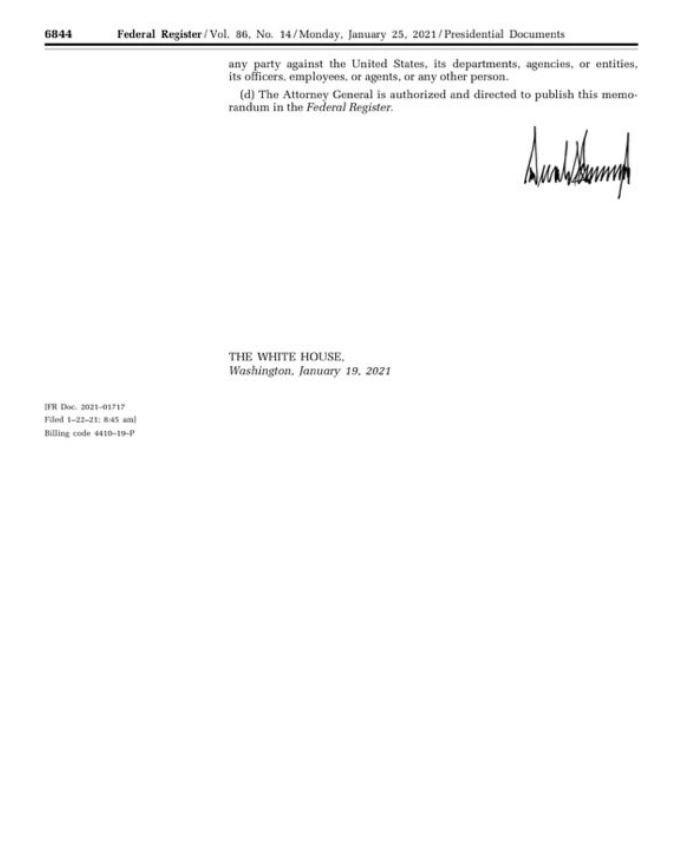 6844 Federal Register / Vol. 86, No. 14 / Monday, January 25, 2021 / Presidential Documents
any party against the United States, its departments, agencies, or entities,
its officers, employees, or agents, or any other person.
(d) The Attorney General is authorized and directed to publish this memo-
randum in the Federal Register.
THE WHITE HOUSE,
Washington, January 19, 2021
[FR Doc. 2021–01717
Filed 1–22–21; 8:45 am]
Billing code 4410–19–P